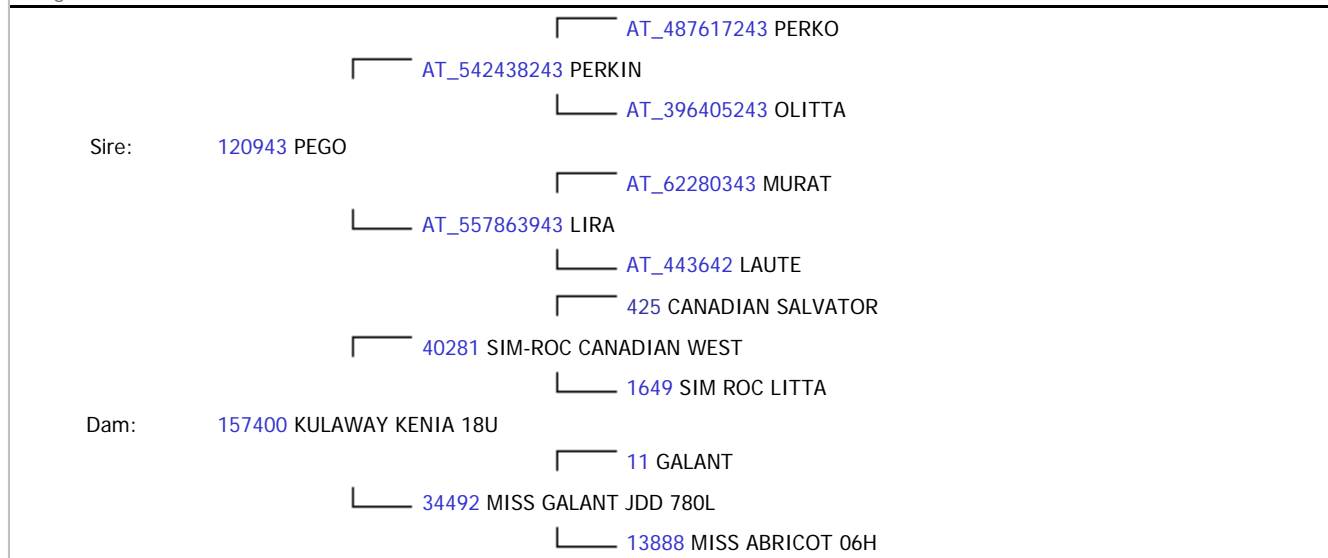 AT_487617243 PERKO
AT_542438243 PERKIN
AT_396405243 OLITTA
Sire: 120943 PEGO
AT_62280343 MURAT
AT_557863943 LIRA
AT_443642 LAUTE
425 CANADIAN SALVATOR
40281 SIM-ROC CANADIAN WEST
1649 SIM ROC LITTA
Dam: 157400 KULAWAY KENIA 18U
11 GALANT
34492 MISS GALANT JDD 780L
13888 MISS ABRICOT 06H